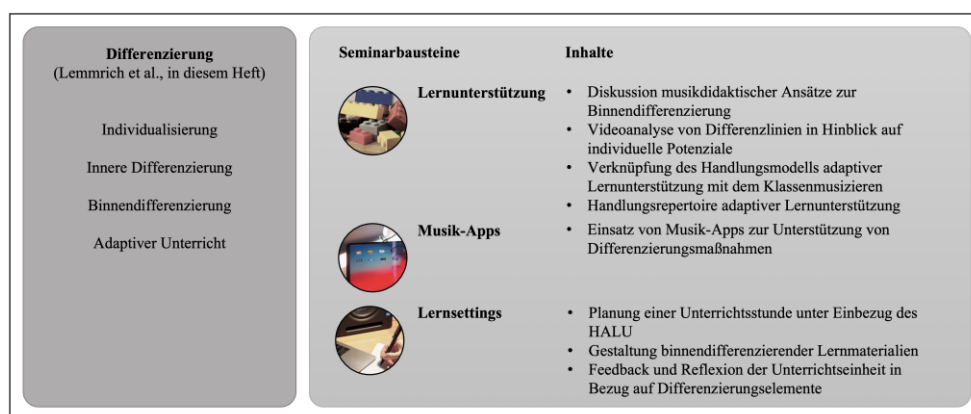 Differenzierung
(Lemmrich et al., in diesem Heft)
Individualisierung
Innere Differenzierung
Binnendifferenzierung
Adaptiver Unterricht
Seminarbausteine
Inhalte
Lernunterstützung
• Diskussion musikdidaktischer Ansätze zur
Binnendifferenzierung
• Videoanalyse von Differenzlinien in Hinblick auf
individuelle Potenziale
• Verknüpfung des Handlungsmodells adaptiver
Lernunterstützung mit dem Klassenmusizieren
• Handlungsrepertoire adaptiver Lernunterstützung
Musik-Apps
• Einsatz von Musik-Apps zur Unterstützung von
Differenzierungsmaßnahmen
Lernsettings
• Planung einer Unterrichtsstunde unter Einbezug des
HALU
• Gestaltung binnendifferenzierender Lernmaterialien
• Feedback und Reflexion der Unterrichtseinheit in
Bezug auf Differenzierungselemente